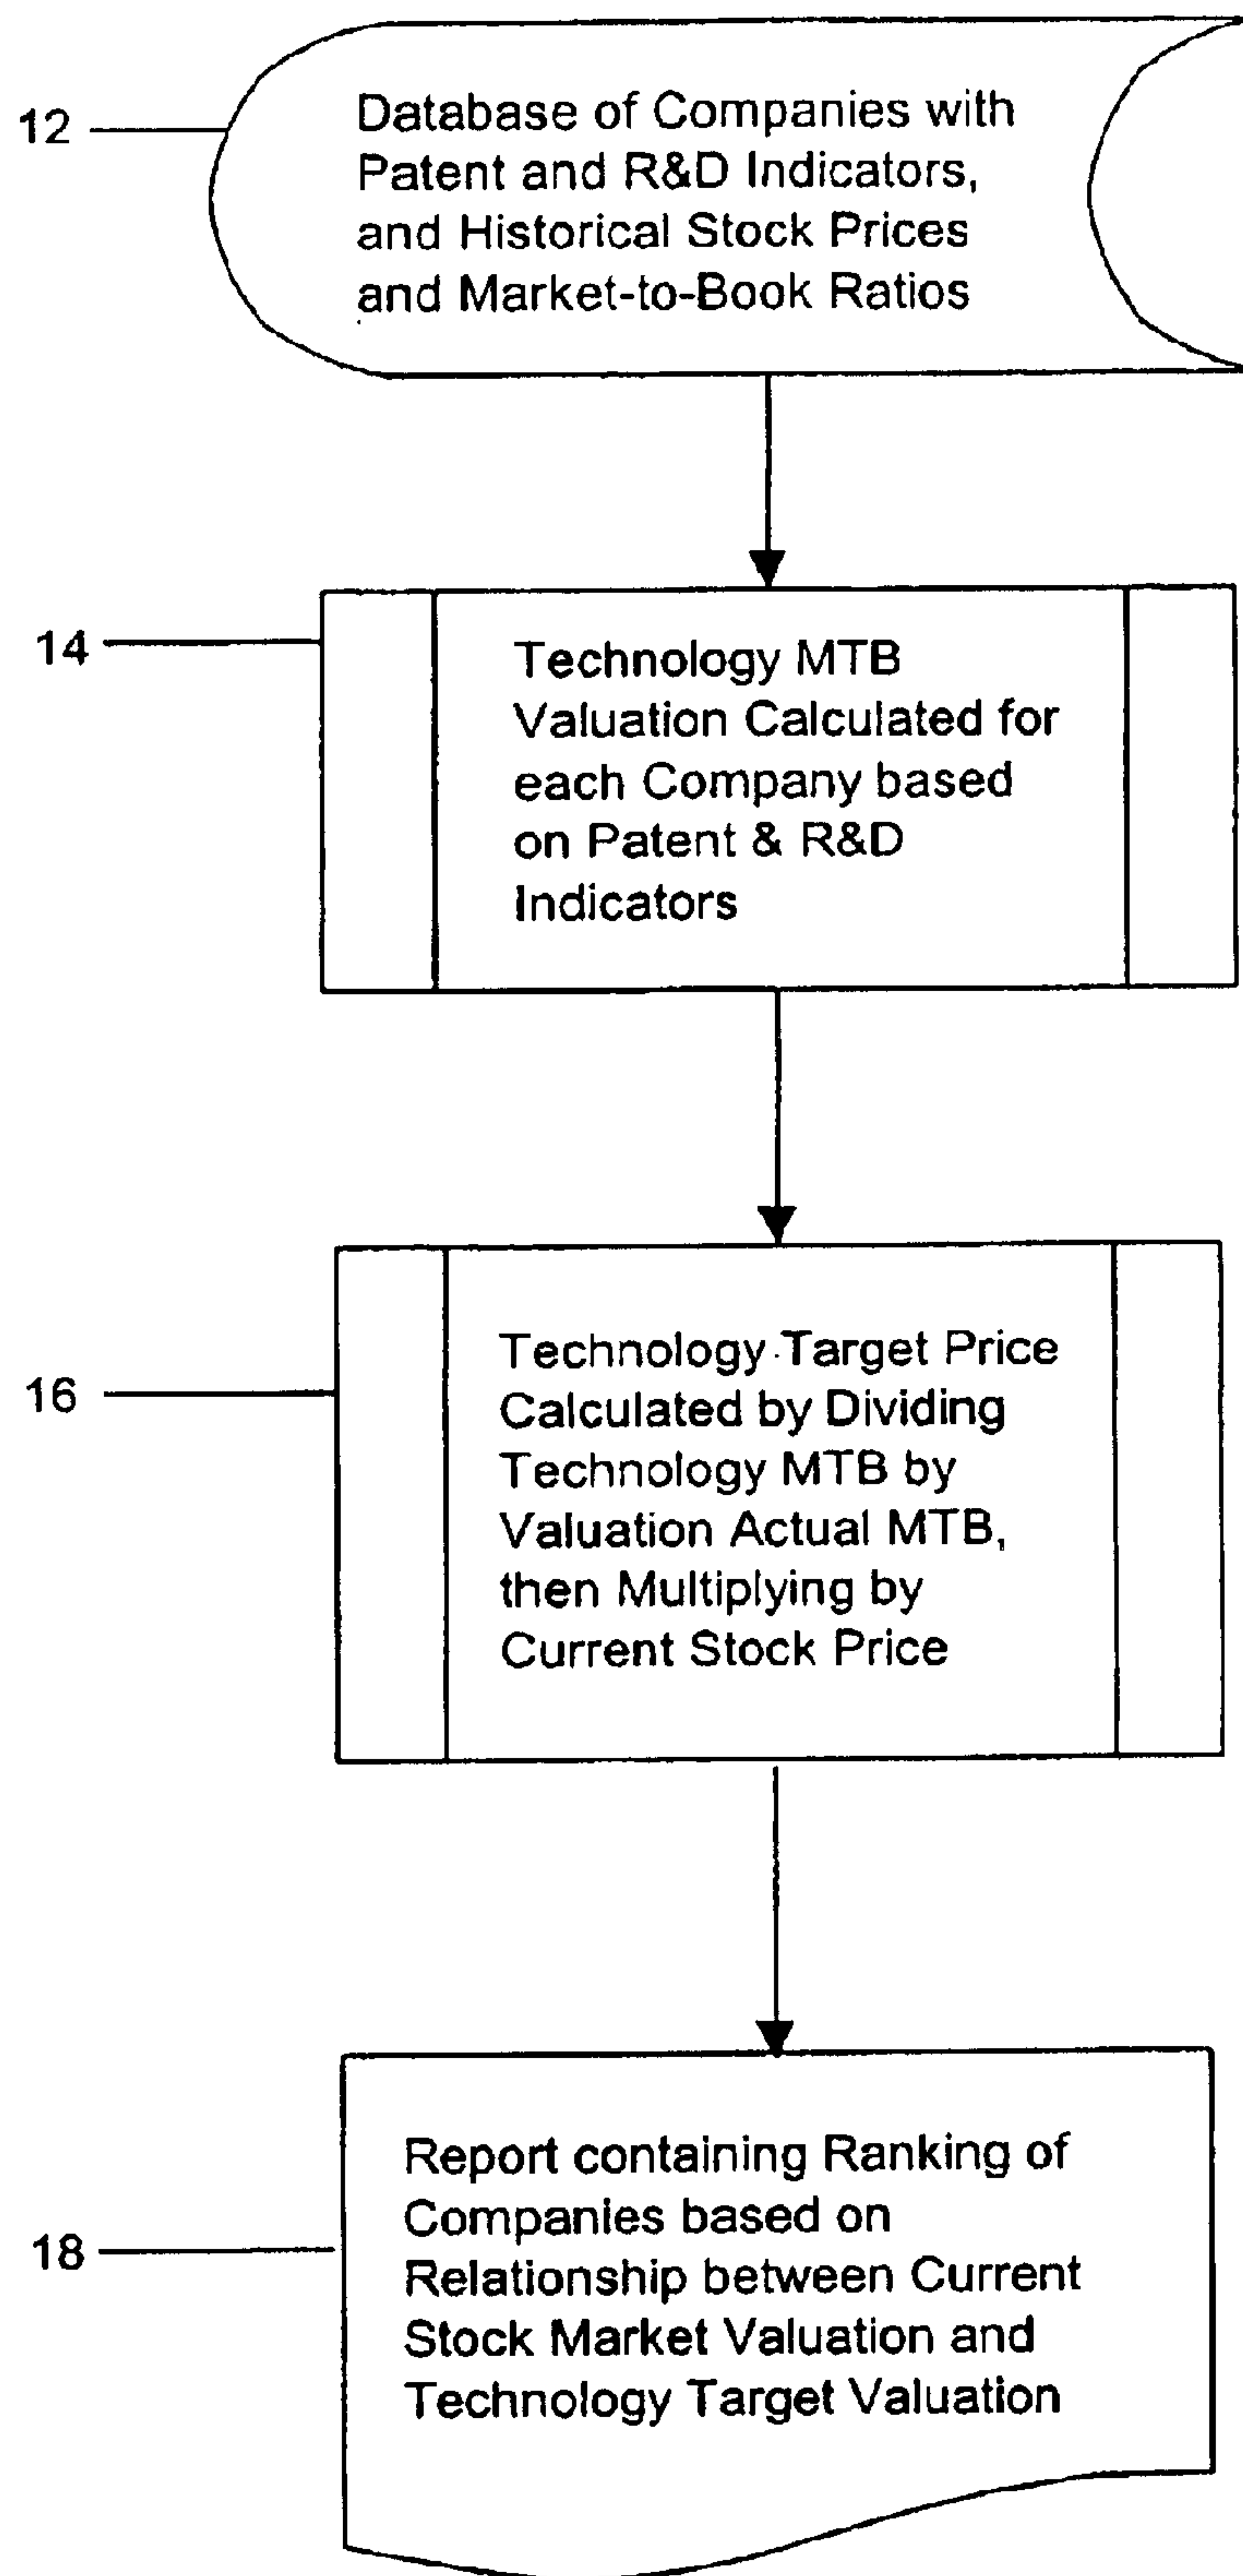 12
Database of Companies with
Patent and R&D Indicators,
and Historical Stock Prices
and Market-to-Book Ratios
14
Technology MTB
Valuation Calculated for
each Company based
on Patent & R&D
Indicators
16
Technology Target Price
Calculated by Dividing
Technology MTB by
Valuation Actual MTB,
then Multiplying by
Current Stock Price
18
Report containing Ranking of
Companies based on
Relationship between Current
Stock Market Valuation and
Technology Target Valuation